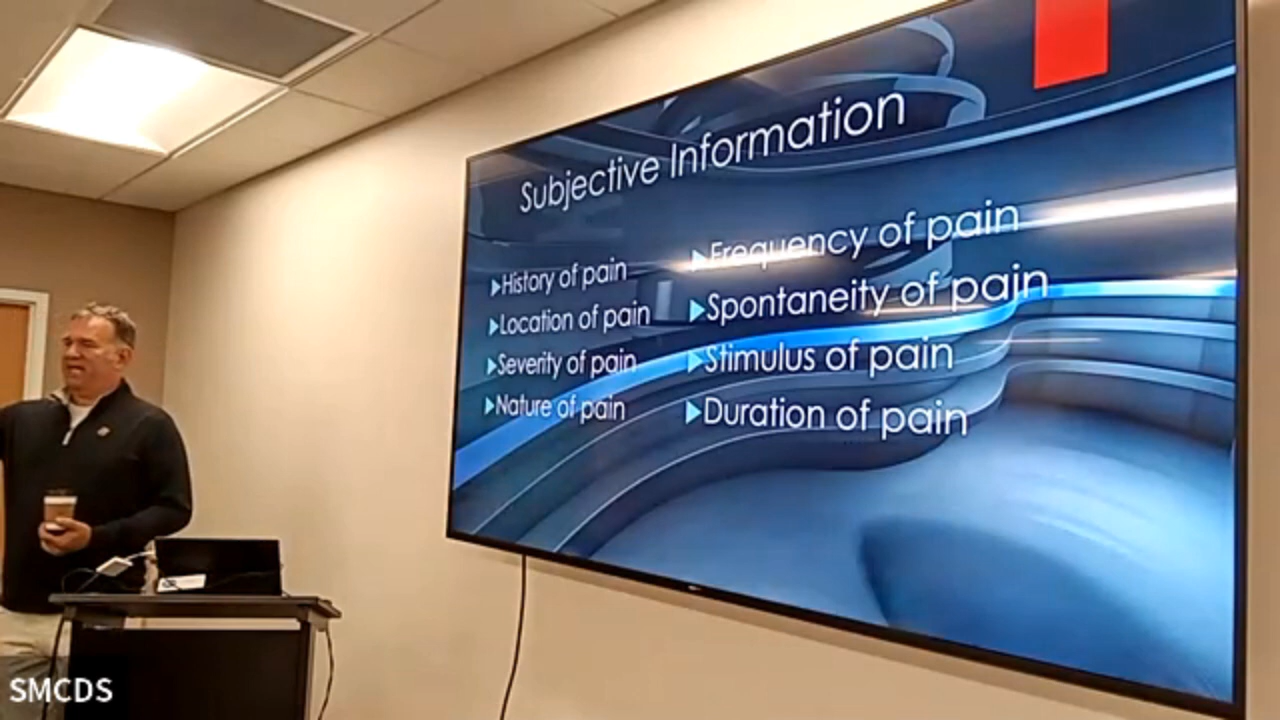 Subjective Information
History of pain
Location of pain
Severity of pain
Nature of pain
Frequency of pain
Spontaneity of pain
Stimulus of pain
Duration of pain
SMCDS